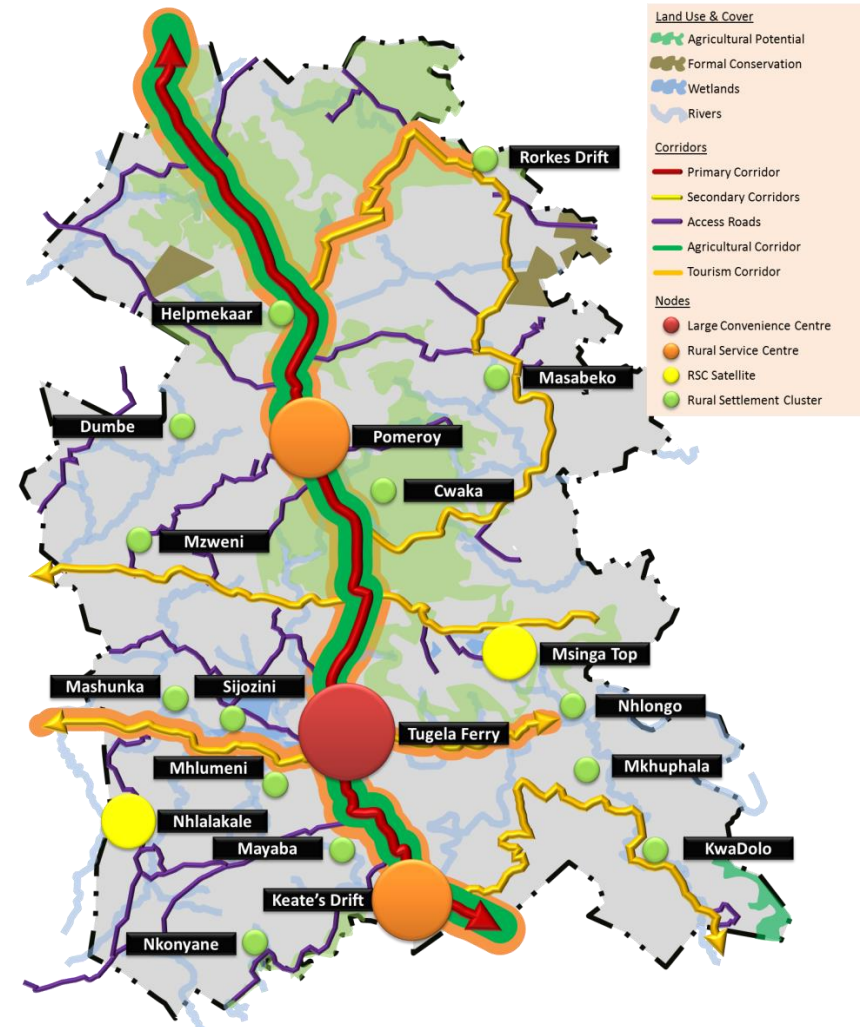 Land Use & Cover
Agricultural Potential
Formal Conservation
Wetlands
Rivers
Corridors
Primary Corridor
Secondary Corridors
Access Roads
Agricultural Corridor
Tourism Corridor
Nodes
Large Convenience Centre
Rural Service Centre
RSC Satellite
Rural Settlement Cluster
Rorkes Drift
Helpmekaar
Masabeko
Dumbe
Pomeroy
Cwaka
Mzweni
Msinga Top
Mashunka
Sijozini
Nhlongo
Tugela Ferry
Mhlumeni
Mkhuphala
Nhlalakale
Mayaba
KwaDolo
Keate's Drift
Nkonyane